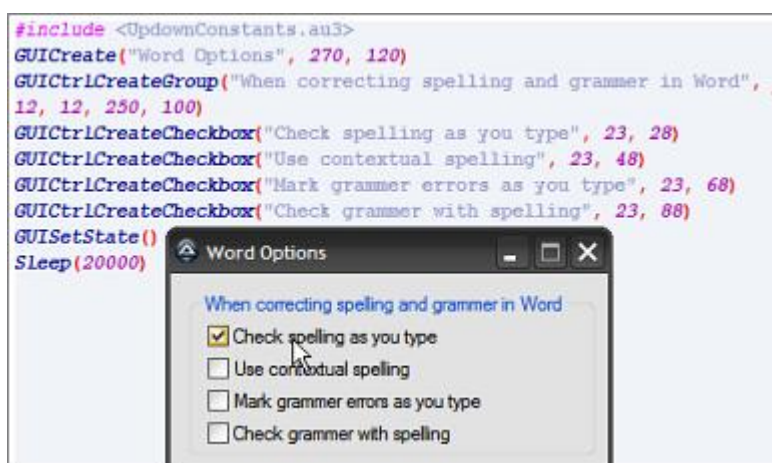 #include <UpdownConstants.au3>
GUICreate("Word Options", 270, 120)
GUICtrlCreateGroup("When correcting spelling and grammer in Word", _
12, 12, 250, 100)
GUICtrlCreateCheckbox("Check spelling as you type", 23, 28)
GUICtrlCreateCheckbox("Use contextual spelling", 23, 48)
GUICtrlCreateCheckbox("Mark grammer errors as you type", 23, 68)
GUICtrlCreateCheckbox("Check grammer with spelling", 23, 88)
GUISetState()
Sleep(20000)
Word Options
When correcting spelling and grammer in Word
Check spelling as you type
Use contextual spelling
Mark grammer errors as you type
Check grammer with spelling